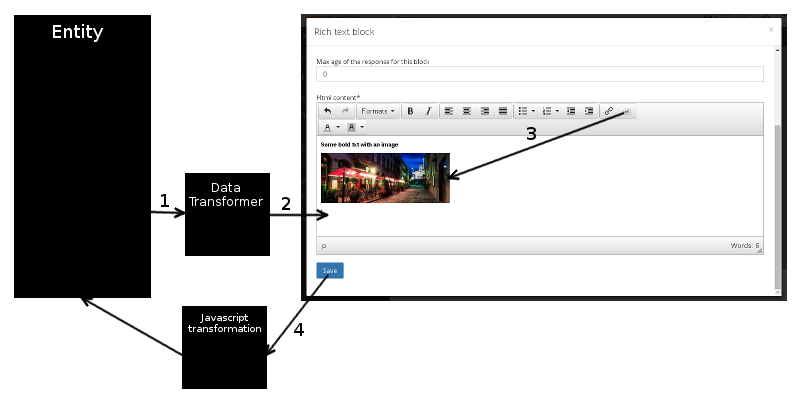 Entity
Rich text block ×
Max age of the response for this block
0
Html content*
Formats B I
A A
3
Some bold txt with an image
1
Data
Transformer
2
p Words: 6
Save
Javascript
transformation
4